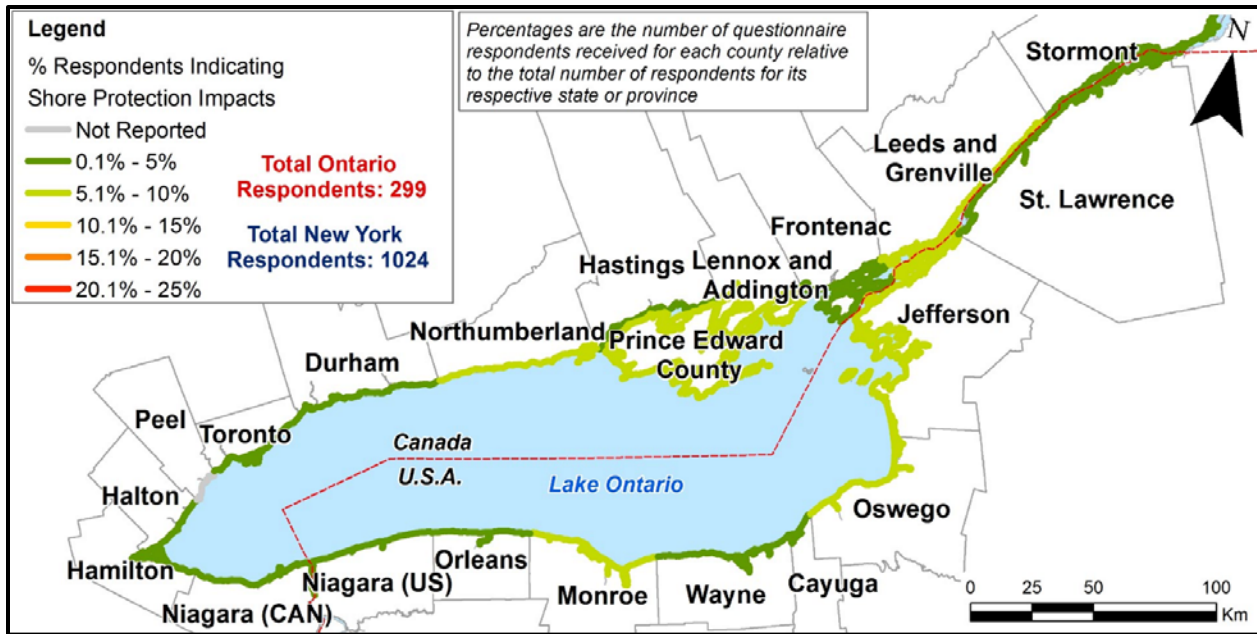 Legend
% Respondents Indicating
Shore Protection Impacts
Not Reported
0.1% - 5%
5.1% - 10%
10.1% - 15%
15.1% - 20%
20.1% - 25%
Total Ontario
Respondents: 299
Total New York
Respondents: 1024
Percentages are the number of questionnaire
respondents received for each county relative
to the total number of respondents for its
respective state or province
N
Stormont
Leeds and
Grenville
St. Lawrence
Frontenac
Lennox and
Addington
Hastings
Jefferson
Northumberland
Prince Edward
County
Durham
Peel
Toronto
Canada
U.S.A.
Lake Ontario
Halton
Oswego
Hamilton
Niagara (US)
Orleans
Monroe
Wayne
Cayuga
Niagara (CAN)
0 25 50 100
Km